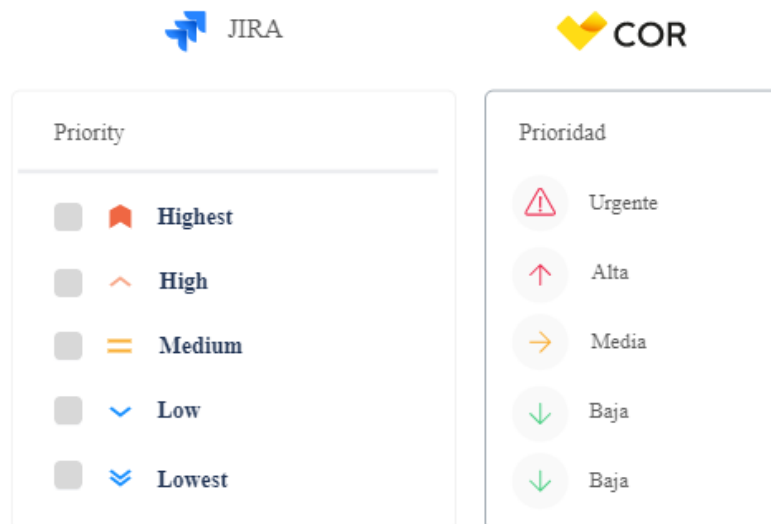 JIRA
COR
Priority
Highest
High
Medium
Low
Lowest
Prioridad
Urgente
Alta
Media
Baja
Baja